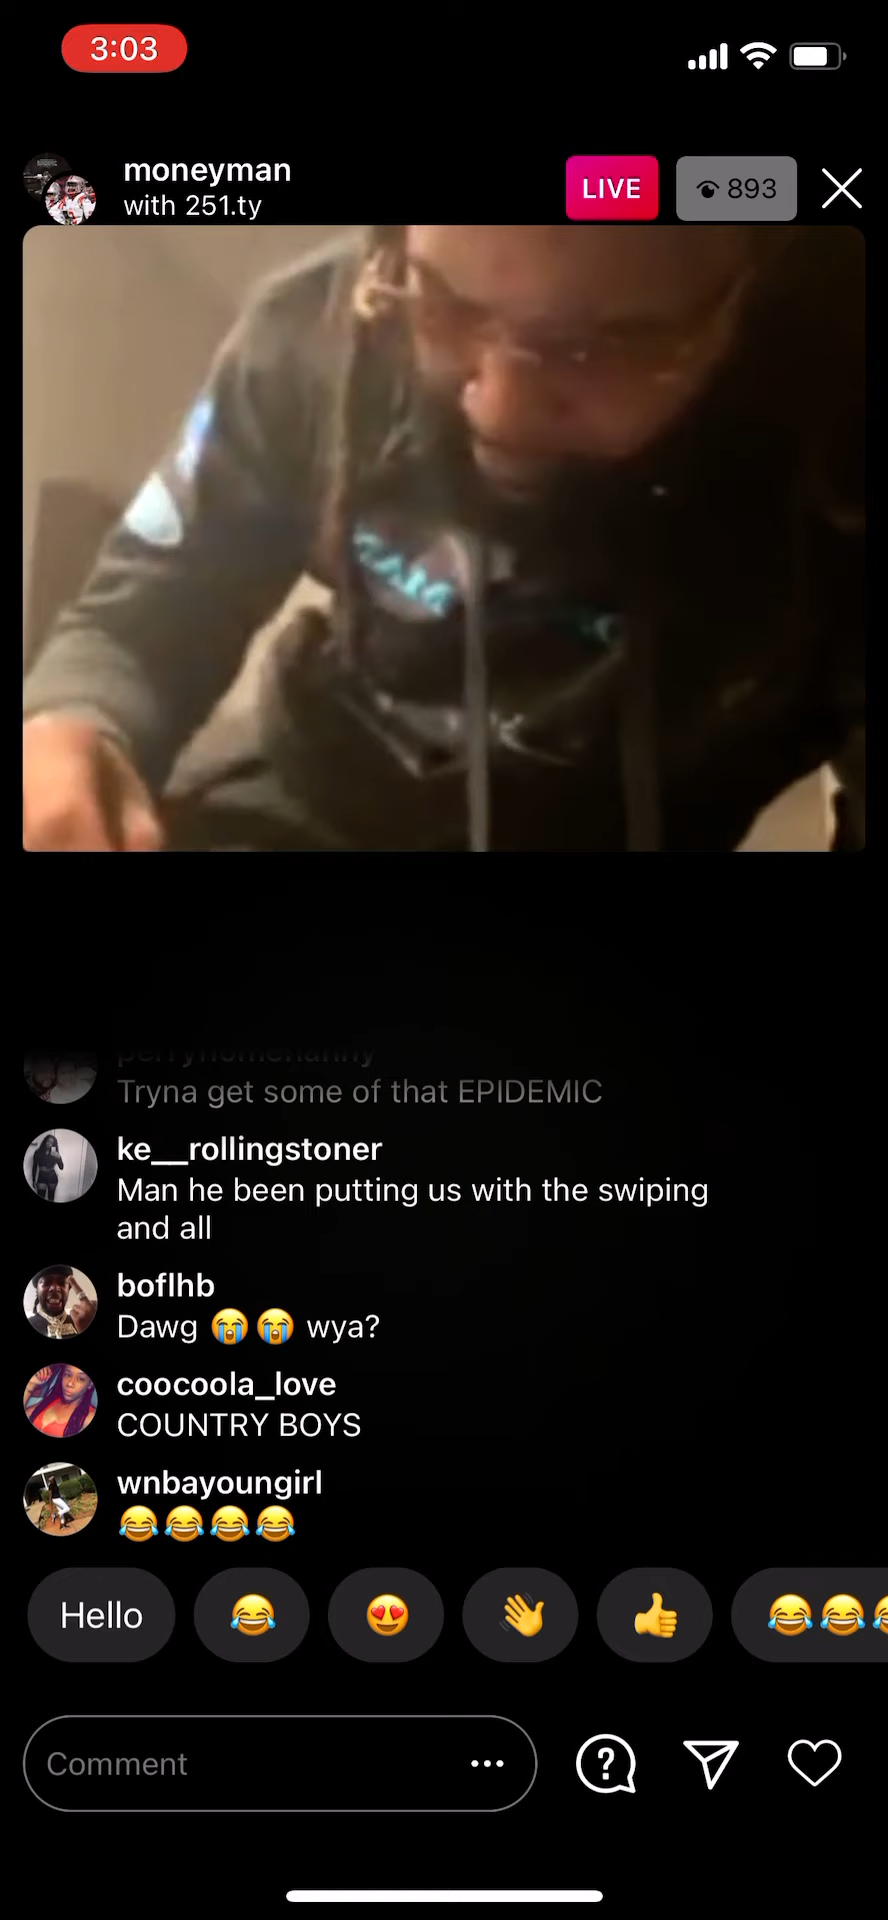 3:03
moneyman
with 251.ty
LIVE
893
Tryna get some of that EPIDEMIC
ke__rollingstoner
Man he been putting us with the swiping
and all
boflhb
Dawg 😭😭 wya?
coocoola_love
COUNTRY BOYS
wnbayoungirl
😂😂😂😂
Hello
Comment